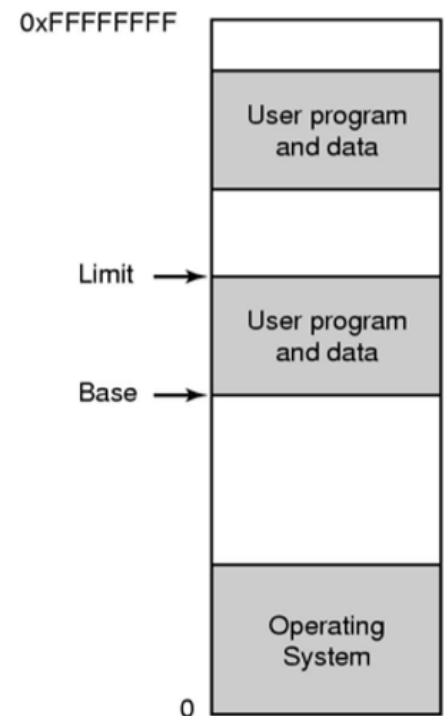 0xFFFFFFFF
User program
and data
Limit
User program
and data
Base
Operating
System
0